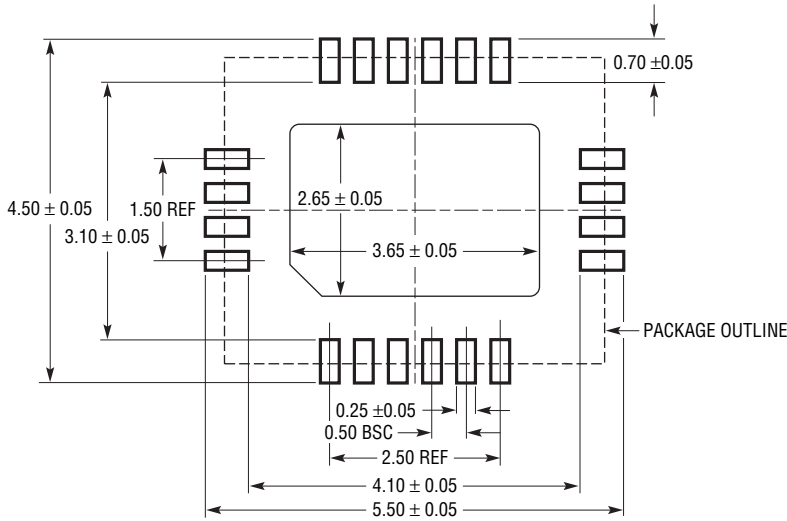 0.70 ±0.05
4.50 ± 0.05
1.50 REF
2.65 ± 0.05
3.10 ± 0.05
3.65 ± 0.05
PACKAGE OUTLINE
0.25 ±0.05
0.50 BSC
2.50 REF
4.10 ± 0.05
5.50 ± 0.05